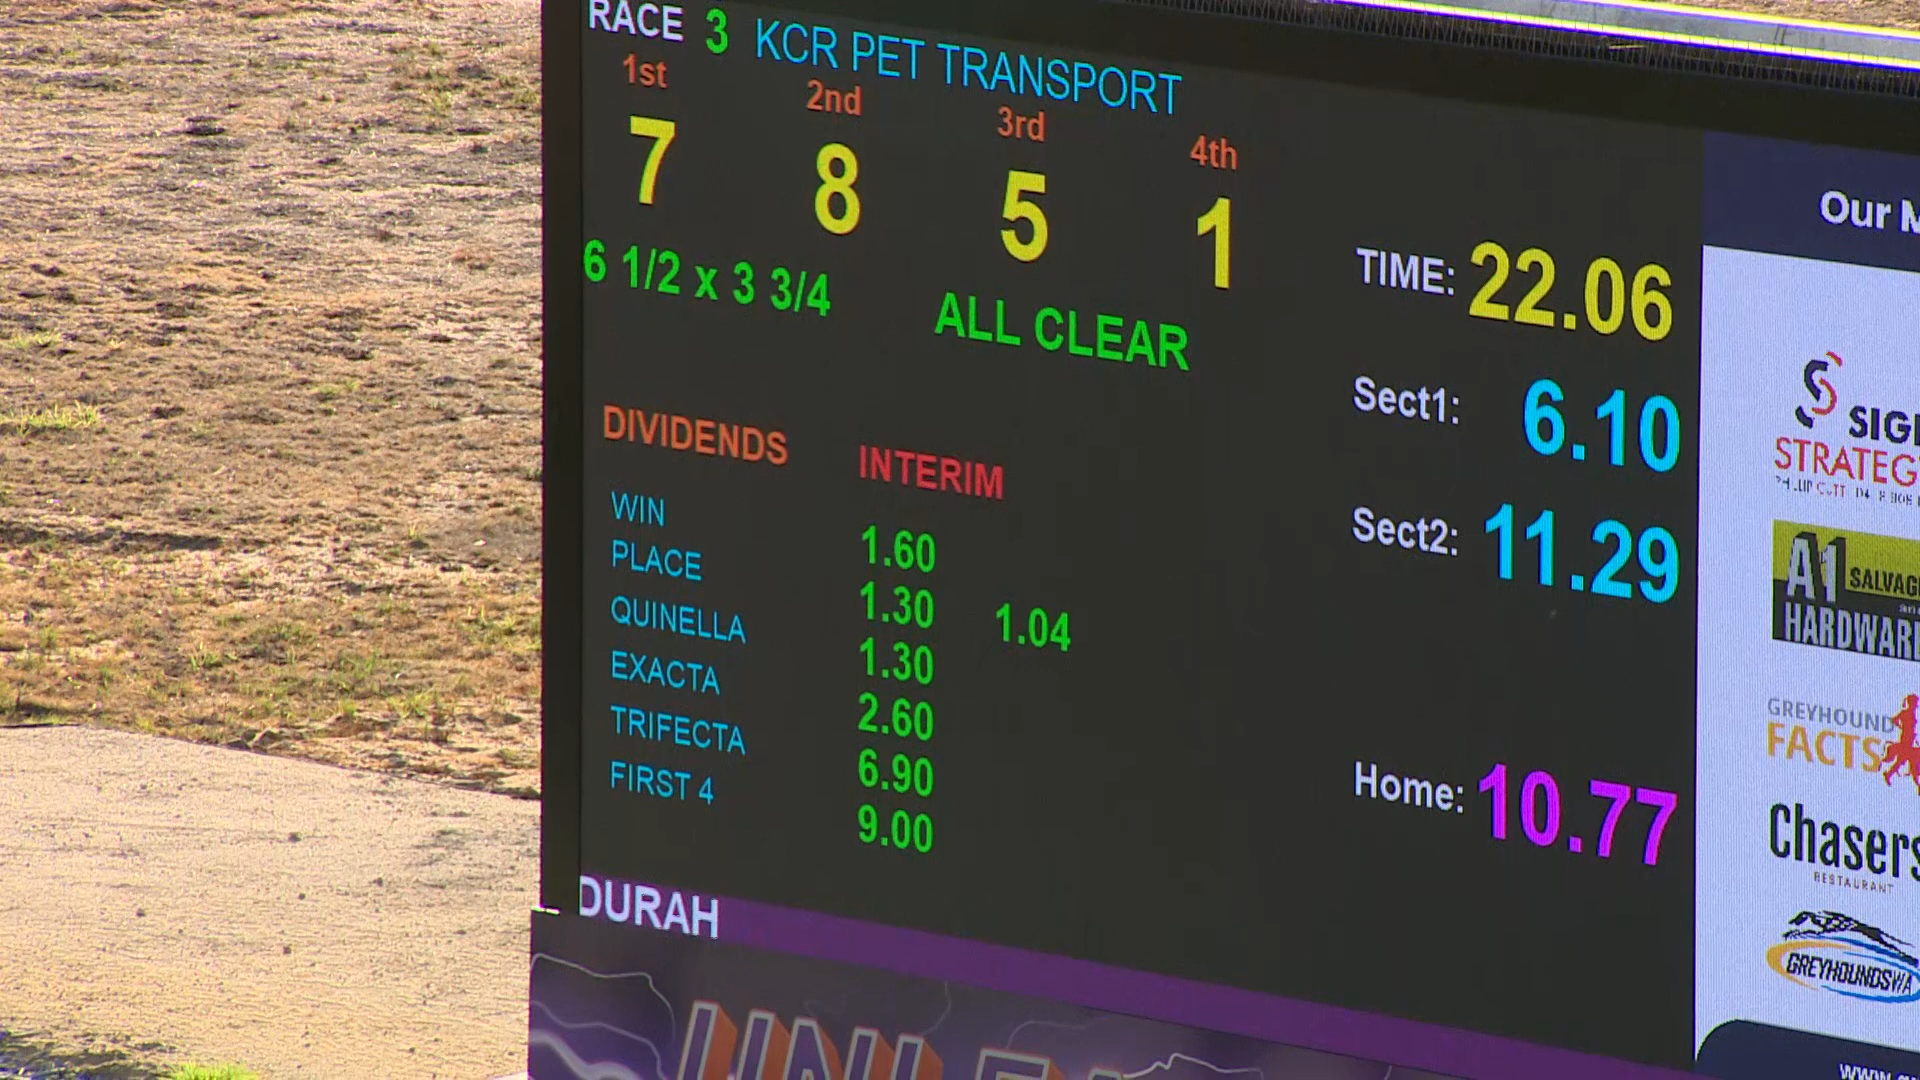 RACE 3 KCR PET TRANSPORT
1st 2nd 3rd 4th
7 8 5 1
6 1/2 x 3 3/4
ALL CLEAR
TIME: 22.06
Sect1: 6.10
Sect2: 11.29
Home: 10.77
DIVIDENDS INTERIM
WIN 1.60
PLACE 1.30 1.04
QUINELLA 1.30
EXACTA 2.60
TRIFECTA 6.90
FIRST 4 9.00
DURAH
Our
STRATEG
A1
SALVAG
HARDWAR
GREYHOUND
FACTS
Chasers
RESTAURANT
GREYHOUNDSWA